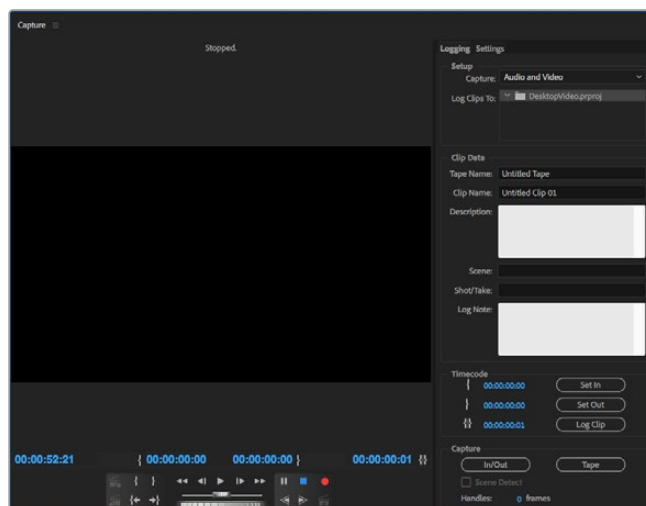 Capture
Stopped.
Logging Settings
Setup
Capture: Audio and Video
Log Clips To: DesktopVideo.prproj
Clip Data
Tape Name: Untitled Tape
Clip Name: Untitled Clip 01
Description:
Scene:
Shot/Take:
Log Note:
Timecode
{ 00:00:00:00 Set In
} 00:00:00:00 Set Out
{} 00:00:00:01 Log Clip
00:00:52:21 { 00:00:00:00 00:00:00:00 } 00:00:00:01 {}
Capture
In/Out Tape
Scene Detect
Handles: 0 frames